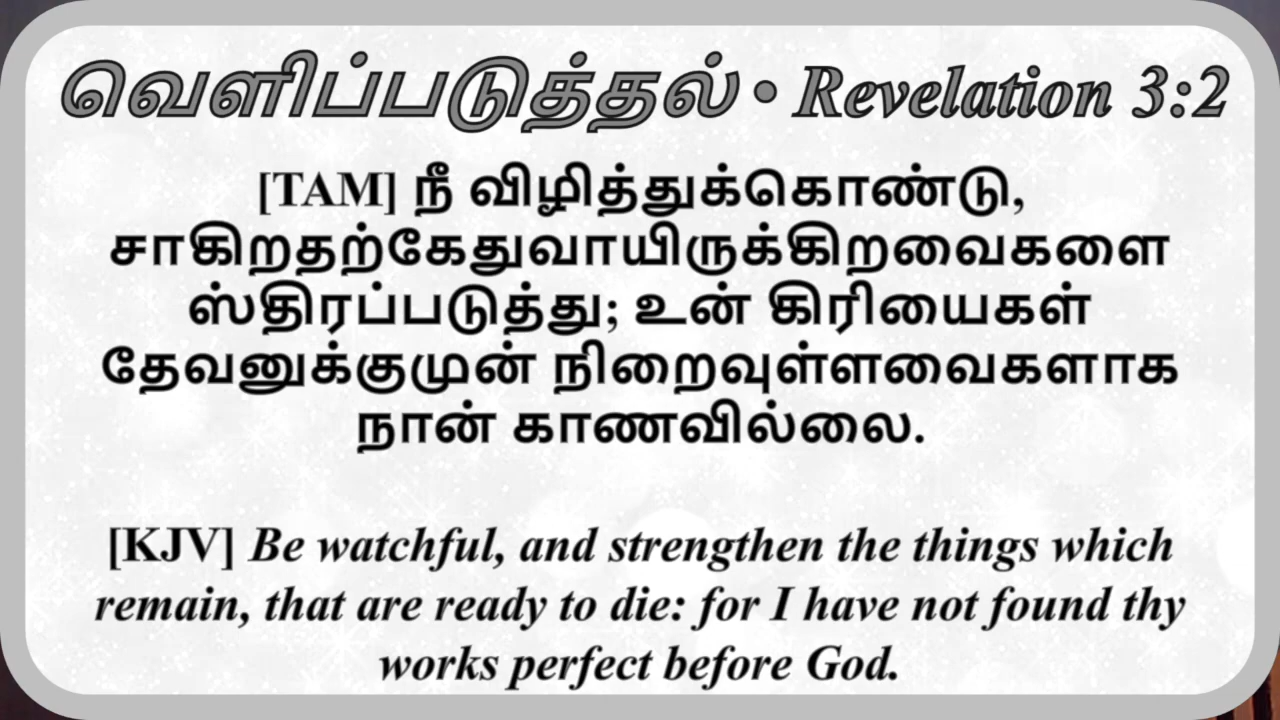 வெளிப்படுத்தல் • Revelation 3:2
[TAM] நீ விழித்துக்கொண்டு,
சாகிறதற்கேதுவாயிருக்கிறவைகளை
ஸ்திரப்படுத்து; உன் கிரியைகள்
தேவனுக்குமுன் நிறைவுள்ளவைகளாக
நான் காணவில்லை.
[KJV] Be watchful, and strengthen the things which
remain, that are ready to die: for I have not found thy
works perfect before God.